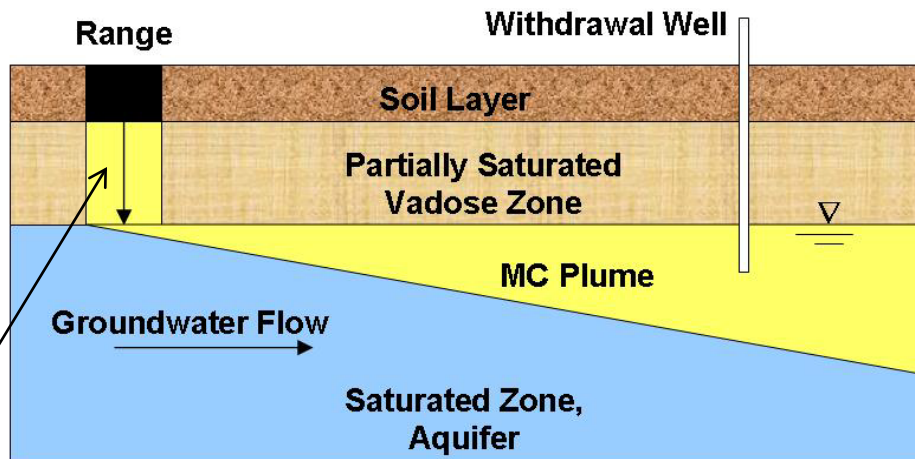 Range
Withdrawal Well
Soil Layer
Partially Saturated
Vadose Zone
MC Plume
Groundwater Flow
Saturated Zone,
Aquifer